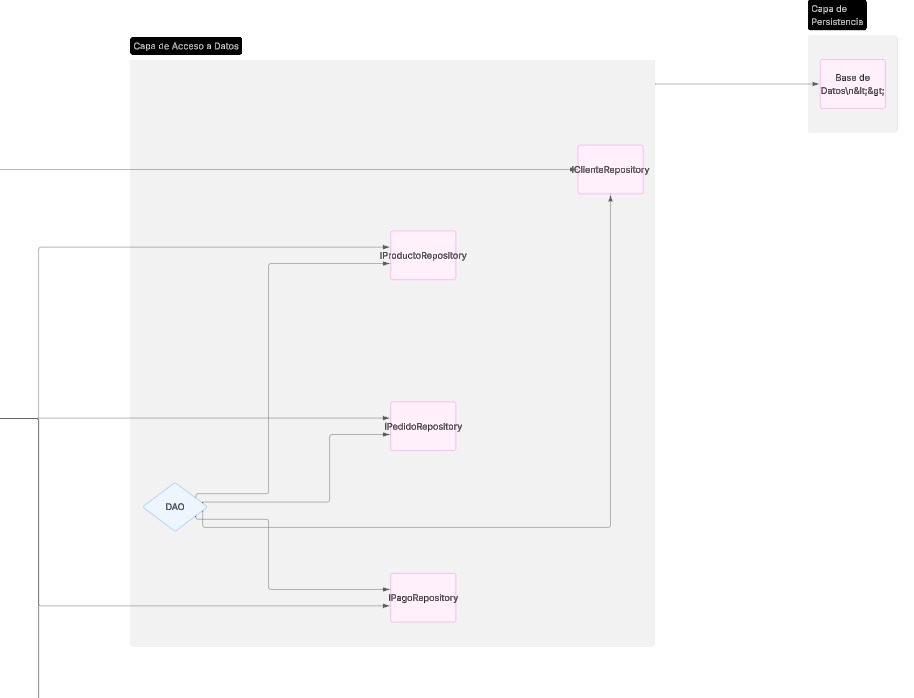 Capa de
Persistencia
Capa de Acceso a Datos
Base de
Datos\n&lt;&gt;
IClienteRepository
IProductoRepository
IPedidoRepository
DAO
IPagoRepository